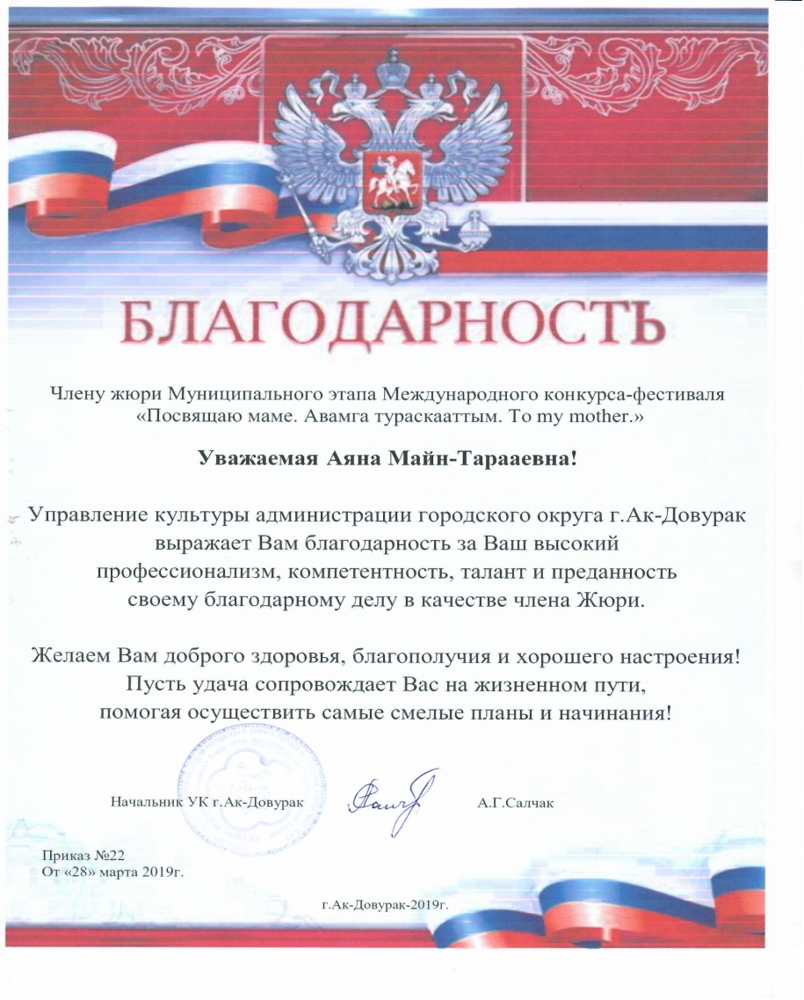 БЛАГОДАРНОСТЬ
Члену жюри Муниципального этапа Международного конкурса-фестиваля
«Посвящаю маме. Авамга тураскааттым. To my mother.»
Уважаемая Аяна Майн-Тарааевна!
Управление культуры администрации городского округа г.Ак-Довурак
выражает Вам благодарность за Ваш высокий
профессионализм, компетентность, талант и преданность
своему благодарному делу в качестве члена Жюри.
Желаем Вам доброго здоровья, благополучия и хорошего настроения!
Пусть удача сопровождает Вас на жизненном пути,
помогая осуществить самые смелые планы и начинания!
Начальник УК г.Ак-Довурак А.Г.Салчак
Приказ №22
От «28» марта 2019г.
г.Ак-Довурак-2019г.